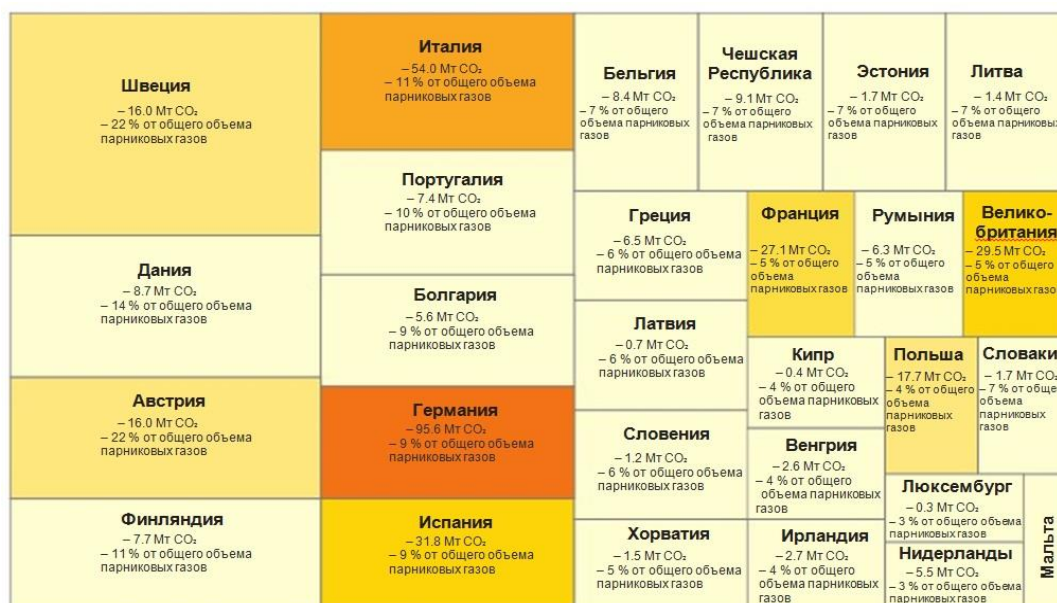 Швеция
– 16.0 Мт CO₂
– 22 % от общего объема
парниковых газов
Дания
– 8.7 Мт CO₂
– 14 % от общего объема
парниковых газов
Австрия
– 16.0 Мт CO₂
– 22 % от общего объема
парниковых газов
Финляндия
– 7.7 Мт CO₂
– 11 % от общего объема
парниковых газов
Италия
– 54.0 Мт CO₂
– 11 % от общего объема
парниковых газов
Португалия
– 7.4 Мт CO₂
– 10 % от общего объема
парниковых газов
Болгария
– 5.6 Мт CO₂
– 9 % от общего объема
парниковых газов
Германия
– 95.6 Мт CO₂
– 9 % от общего объема
парниковых газов
Испания
– 31.8 Мт CO₂
– 9 % от общего объема
парниковых газов
Бельгия
– 8.4 Мт CO₂
– 7 % от общего
объема парниковых
газов
Чешская
Республика
– 9.1 Мт CO₂
– 7 % от общего
объема парниковых
газов
Эстония
– 1.7 Мт CO₂
– 7 % от общего
объема парниковых
газов
Литва
– 1.4 Мт CO₂
– 7 % от общего
объема парниковых
газов
Греция
– 6.5 Мт CO₂
– 6 % от общего объема
парниковых газов
Франция
– 27.1 Мт CO₂
– 5 % от общего
объема
парниковых газов
Румыния
– 6.3 Мт CO₂
– 5 % от общего
объема
парниковых газов
Велико-
британия
– 29.5 Мт CO₂
– 5 % от общего
объема
парниковых газов
Латвия
– 0.7 Мт CO₂
– 6 % от общего объема
парниковых газов
Кипр
– 0.4 Мт CO₂
– 4 % от общего
объема парниковых
газов
Польша
– 17.7 Мт CO₂
– 4 % от общего
объема
парниковых
газов
Словаки
– 1.7 Мт CO₂
– 7 % от обще
объема
парниковых
газов
Словения
– 1.2 Мт CO₂
– 6 % от общего объема
парниковых газов
Венгрия
– 2.6 Мт CO₂
– 4 % от общего
объема парниковых
газов
Люксембург
– 0.3 Мт CO₂
– 3 % от общего объема
парниковых газов
Хорватия
– 1.5 Мт CO₂
– 5 % от общего объема
парниковых газов
Ирландия
– 2.7 Мт CO₂
– 4 % от общего
объема парниковых
газов
Нидерланды
– 5.5 Мт CO₂
– 3 % от общего объема
парниковых газов
Мальта